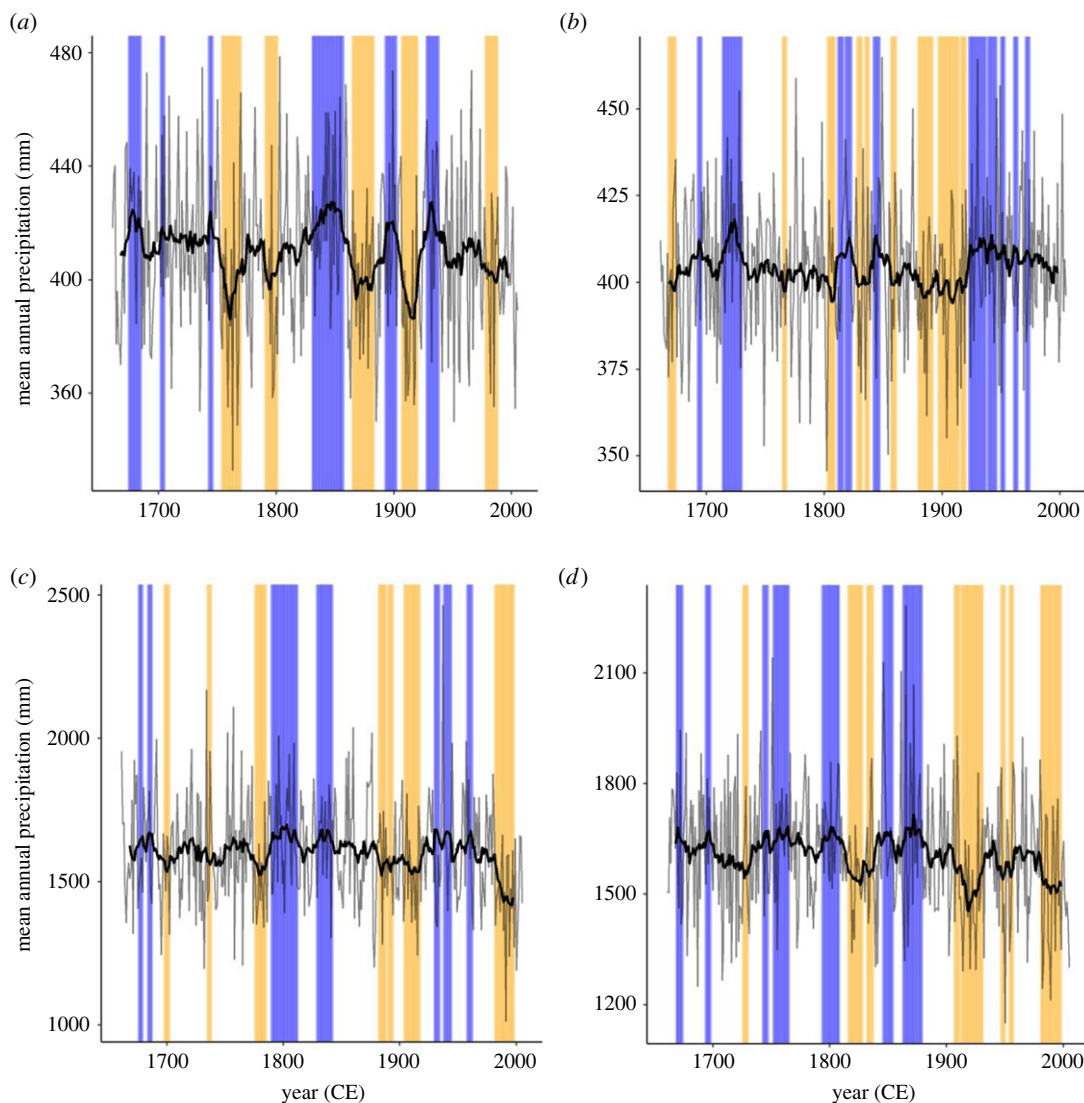 (a)
mean annual precipitation (mm)
480
440
400
360
1700 1800 1900 2000
(b)
450
425
400
375
350
1700 1800 1900 2000
(c)
mean annual precipitation (mm)
2500
2000
1500
1000
1700 1800 1900 2000
year (CE)
(d)
2100
1800
1500
1200
1700 1800 1900 2000
year (CE)